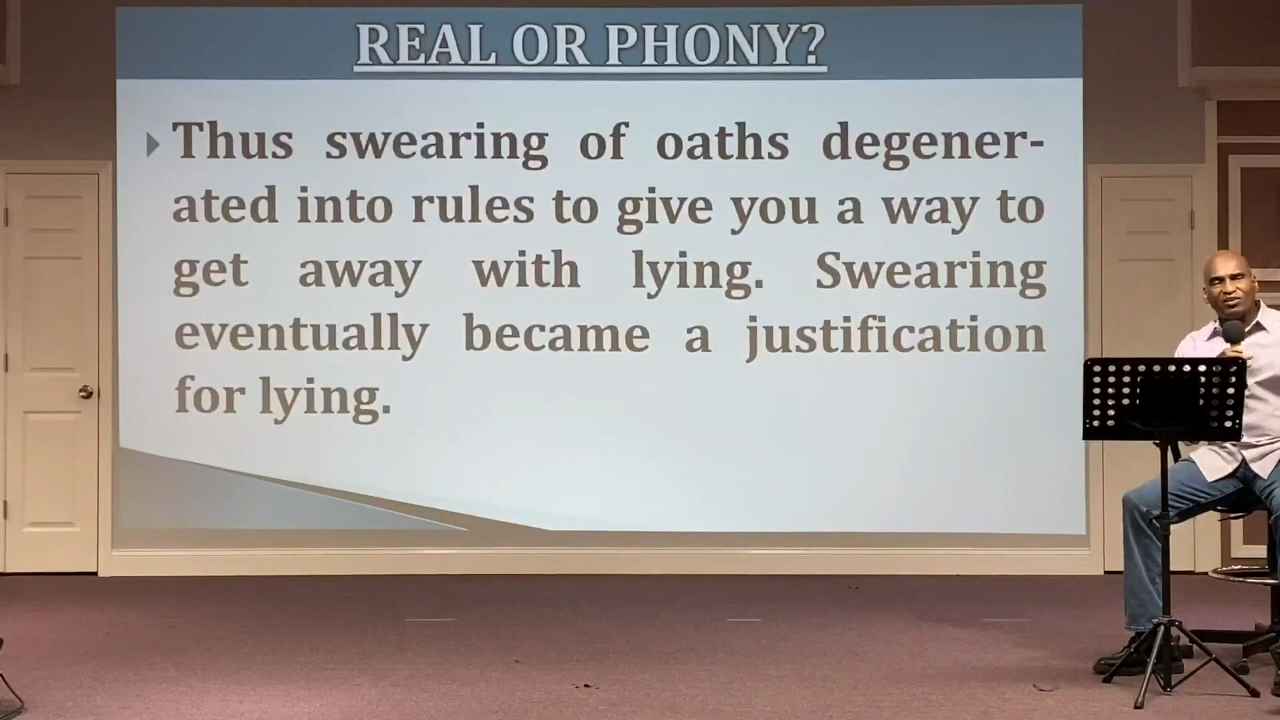 REAL OR PHONY?
Thus swearing of oaths degener-
ated into rules to give you a way to
get away with lying. Swearing
eventually became a justification
for lying.